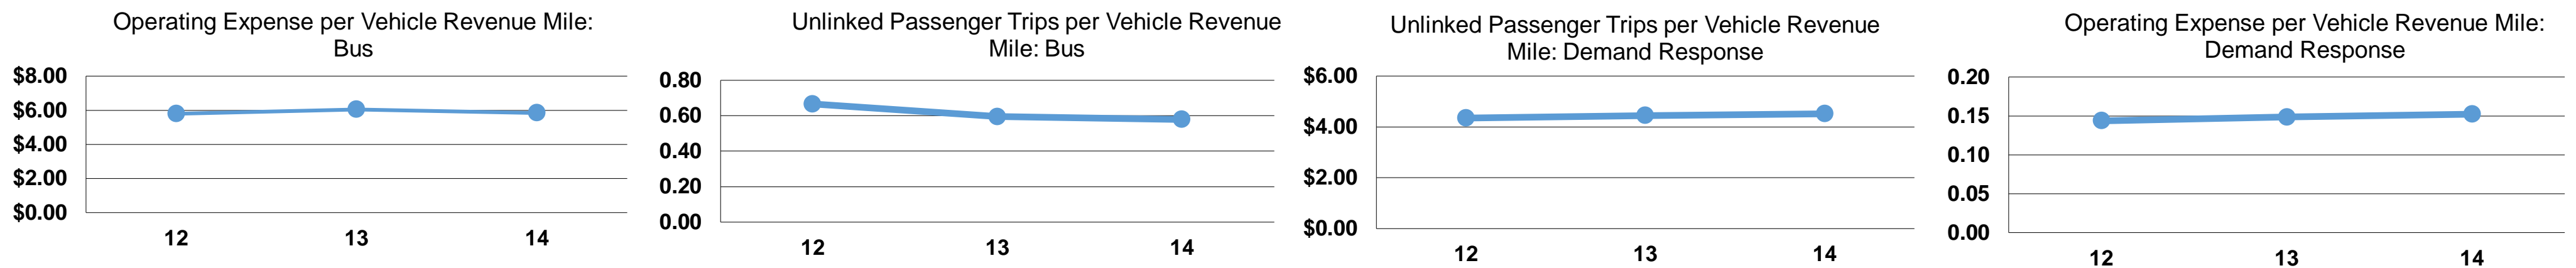 Operating Expense per Vehicle Revenue Mile:
Bus
$8.00
$6.00
$4.00
$2.00
$0.00
12 13 14
Unlinked Passenger Trips per Vehicle Revenue
Mile: Bus
0.80
0.60
0.40
0.20
0.00
12 13 14
Unlinked Passenger Trips per Vehicle Revenue
Mile: Demand Response
$6.00
$4.00
$2.00
$0.00
12 13 14
Operating Expense per Vehicle Revenue Mile:
Demand Response
0.20
0.15
0.10
0.05
0.00
12 13 14